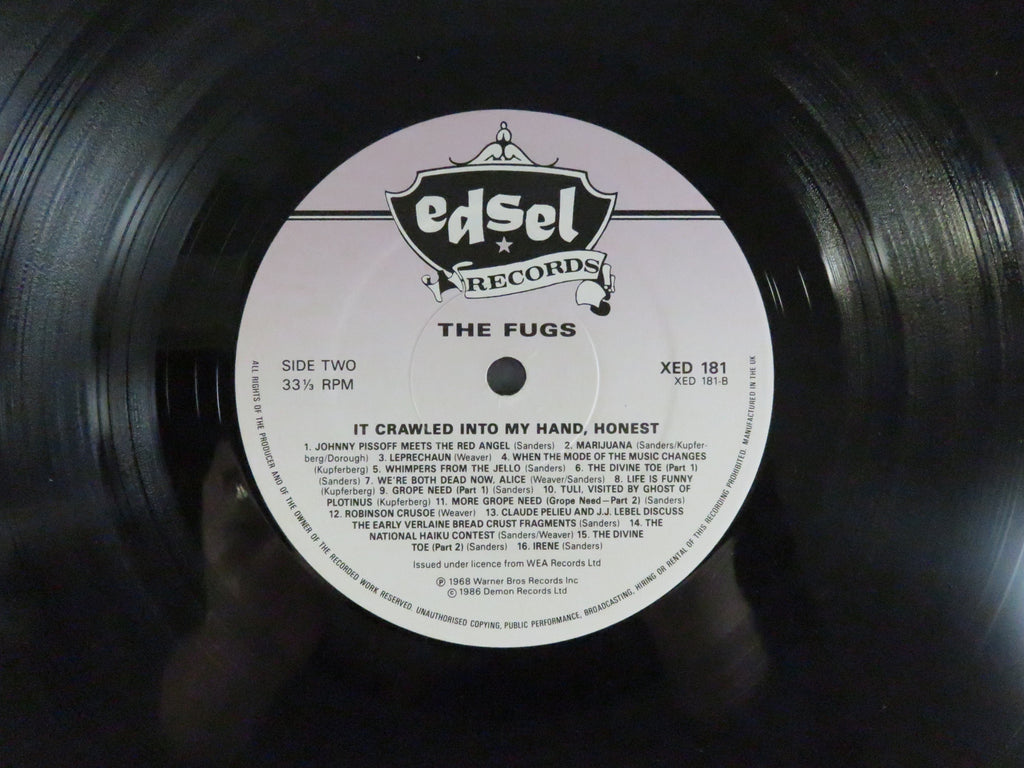 edsel
RECORDS
THE FUGS
SIDE TWO
33⅓ RPM
XED 181
XED 181-B
IT CRAWLED INTO MY HAND, HONEST
1. JOHNNY PISSOFF MEETS THE RED ANGEL (Sanders) 2. MARIJUANA (Sanders/Kupfer-
berg/Dorough) 3. LEPRECHAUN (Weaver) 4. WHEN THE MODE OF THE MUSIC CHANGES
(Kupferberg) 5. WHIMPERS FROM THE JELLO (Sanders) 6. THE DIVINE TOE (Part 1)
(Sanders) 7. WE'RE BOTH DEAD NOW, ALICE (Weaver/Sanders) 8. LIFE IS FUNNY
(Kupferberg) 9. GROPE NEED (Part 1) (Sanders) 10. TULI, VISITED BY GHOST OF
PLOTINUS (Kupferberg) 11. MORE GROPE NEED (Grope Need—Part 2) (Sanders)
12. ROBINSON CRUSOE (Weaver) 13. CLAUDE PELIEU AND J.J. LEBEL DISCUSS
THE EARLY VERLAINE BREAD CRUST FRAGMENTS (Sanders) 14. THE
NATIONAL HAIKU CONTEST (Sanders/Weaver) 15. THE DIVINE
TOE (Part 2) (Sanders) 16. IRENE (Sanders)
Issued under licence from WEA Records Ltd
℗ 1968 Warner Bros Records Inc
© 1986 Demon Records Ltd
ALL RIGHTS OF THE PRODUCER AND OF THE OWNER OF THE RECORDED WORK RESERVED. UNAUTHORISED COPYING, PUBLIC PERFORMANCE, BROADCASTING, HIRING OR RENTAL OF THIS RECORDING PROHIBITED. MANUFACTURED IN THE UK